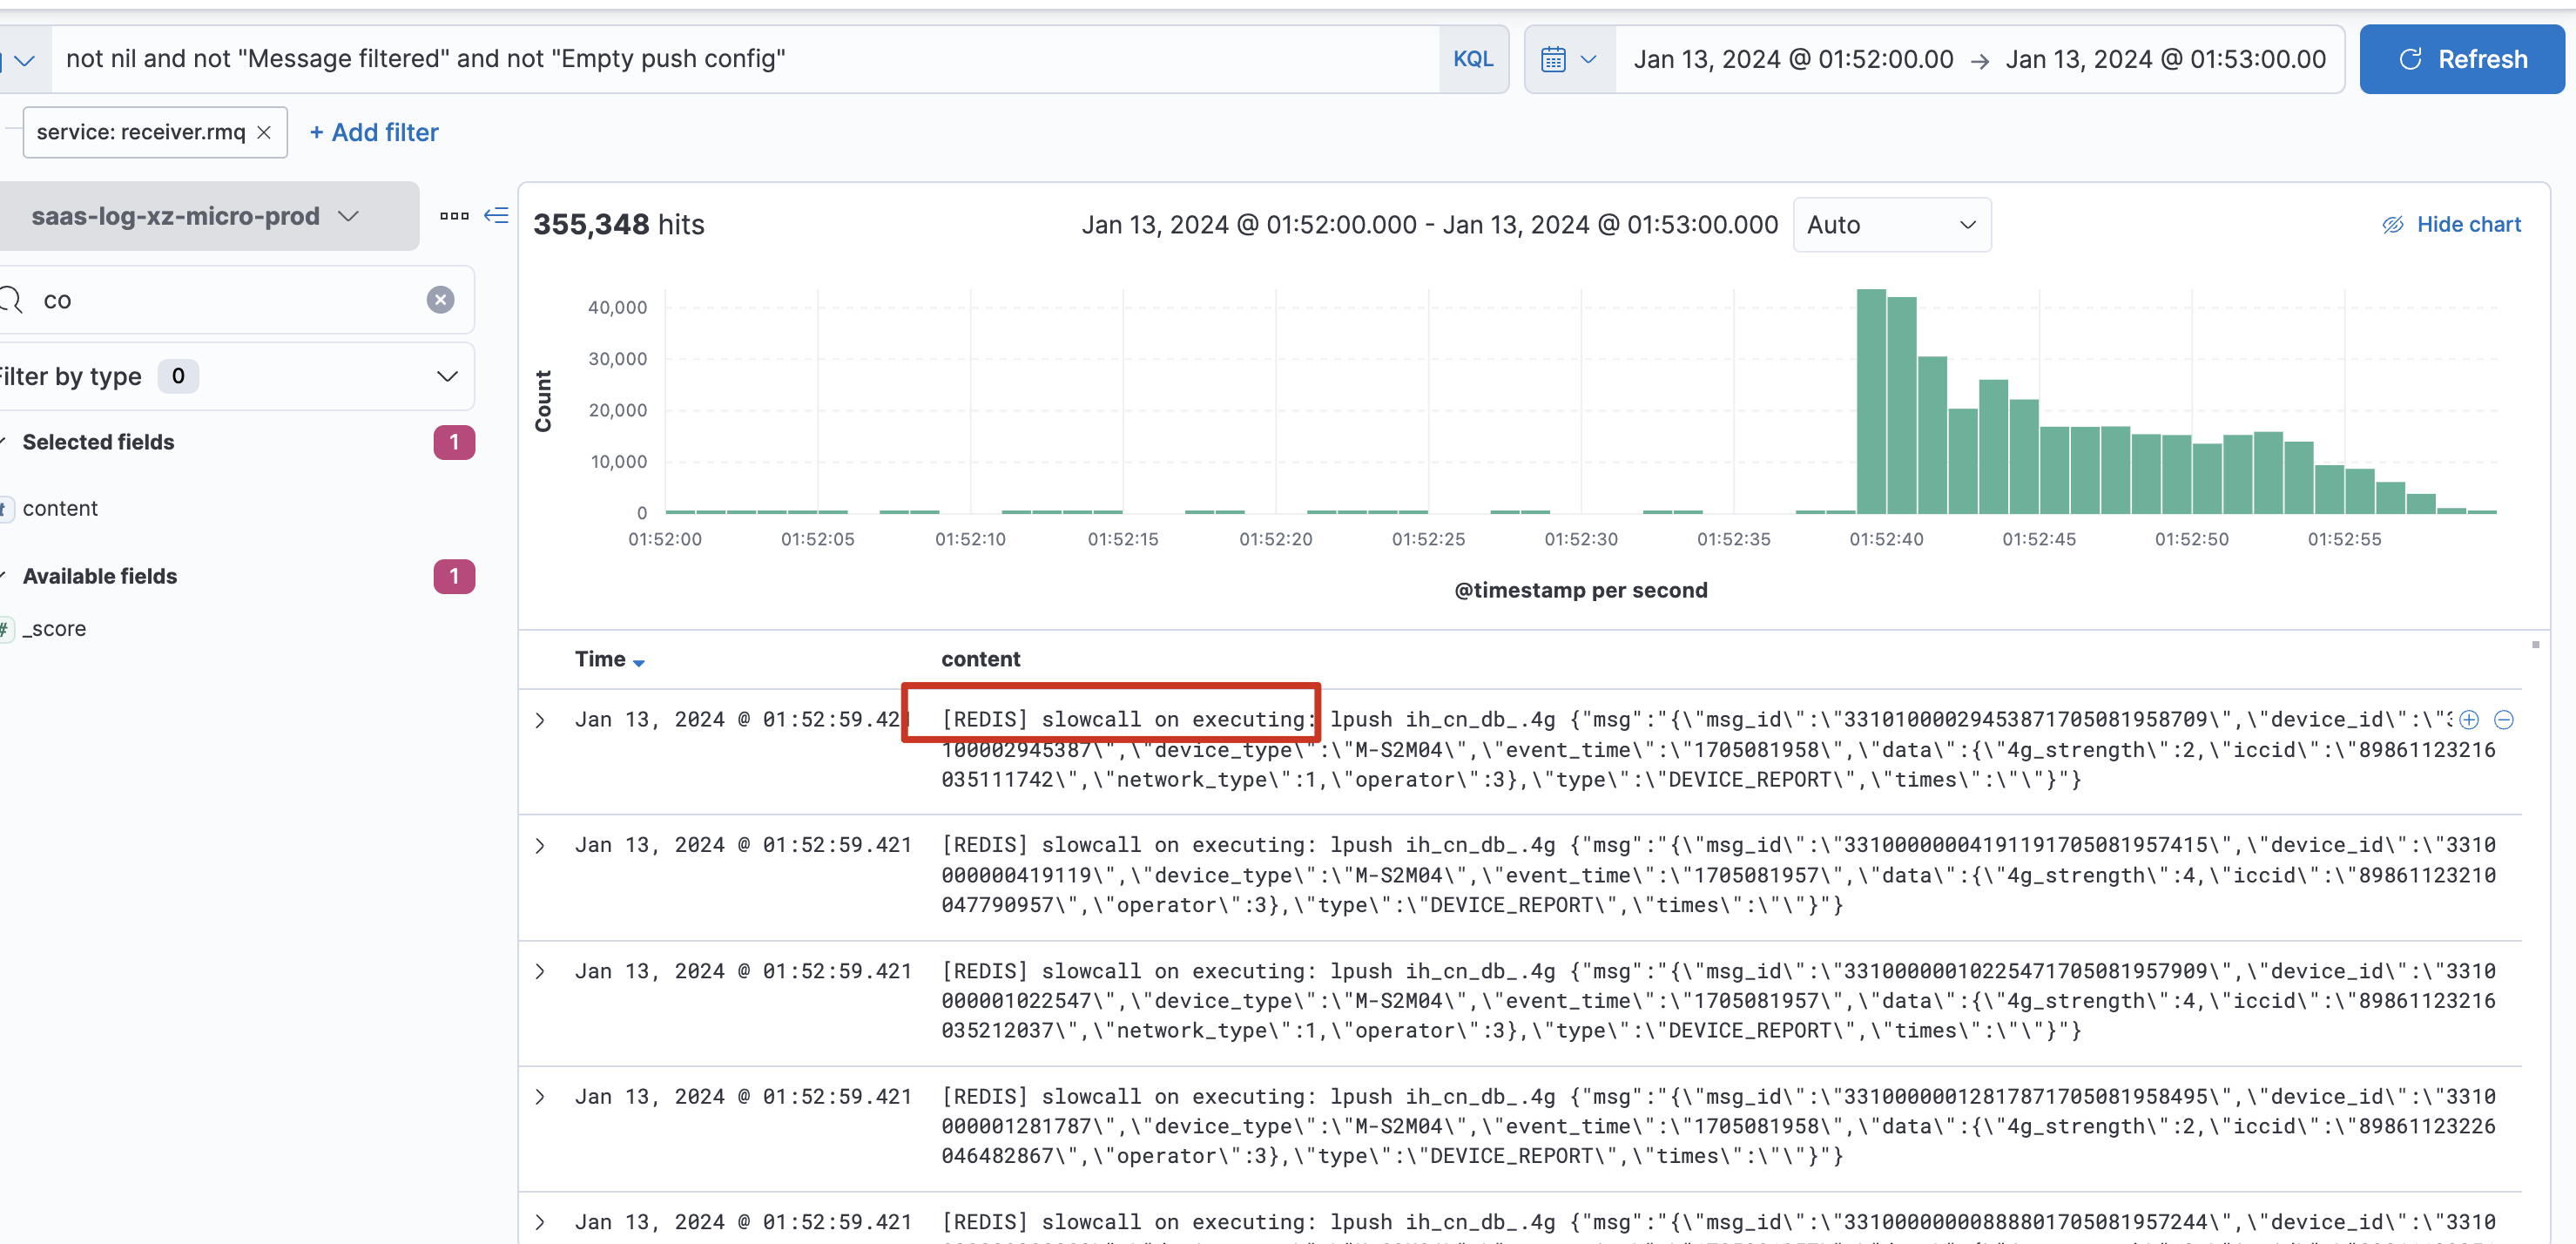 not nil and not "Message filtered" and not "Empty push config"
KQL
Jan 13, 2024 @ 01:52:00.00 → Jan 13, 2024 @ 01:53:00.00
Refresh
service: receiver.rmq ×
+ Add filter
saas-log-xz-micro-prod
co
Filter by type 0
Selected fields 1
t content
Available fields 1
# _score
355,348 hits
Jan 13, 2024 @ 01:52:00.000 - Jan 13, 2024 @ 01:53:00.000
Auto
Hide chart
Count
40,000
30,000
20,000
10,000
0
01:52:00 01:52:05 01:52:10 01:52:15 01:52:20 01:52:25 01:52:30 01:52:35 01:52:40 01:52:45 01:52:50 01:52:55
@timestamp per second
Time content
Jan 13, 2024 @ 01:52:59.421 [REDIS] slowcall on executing: lpush ih_cn_db_.4g {"msg":"{\"msg_id\":\"33101000029453871705081958709\",\"device_id\":\"3
100002945387\",\"device_type\":\"M-S2M04\",\"event_time\":\"1705081958\",\"data\":{\"4g_strength\":2,\"iccid\":\"89861123216
035111742\",\"network_type\":1,\"operator\":3},\"type\":\"DEVICE_REPORT\",\"times\":\"\"}"}
Jan 13, 2024 @ 01:52:59.421 [REDIS] slowcall on executing: lpush ih_cn_db_.4g {"msg":"{\"msg_id\":\"33100000004191191705081957415\",\"device_id\":\"3310
000000419119\",\"device_type\":\"M-S2M04\",\"event_time\":\"1705081957\",\"data\":{\"4g_strength\":4,\"iccid\":\"89861123210
047790957\",\"operator\":3},\"type\":\"DEVICE_REPORT\",\"times\":\"\"}"}
Jan 13, 2024 @ 01:52:59.421 [REDIS] slowcall on executing: lpush ih_cn_db_.4g {"msg":"{\"msg_id\":\"33100000010225471705081957909\",\"device_id\":\"3310
000001022547\",\"device_type\":\"M-S2M04\",\"event_time\":\"1705081957\",\"data\":{\"4g_strength\":4,\"iccid\":\"89861123216
035212037\",\"network_type\":1,\"operator\":3},\"type\":\"DEVICE_REPORT\",\"times\":\"\"}"}
Jan 13, 2024 @ 01:52:59.421 [REDIS] slowcall on executing: lpush ih_cn_db_.4g {"msg":"{\"msg_id\":\"33100000012817871705081958495\",\"device_id\":\"3310
000001281787\",\"device_type\":\"M-S2M04\",\"event_time\":\"1705081958\",\"data\":{\"4g_strength\":2,\"iccid\":\"89861123226
046482867\",\"operator\":3},\"type\":\"DEVICE_REPORT\",\"times\":\"\"}"}
Jan 13, 2024 @ 01:52:59.421 [REDIS] slowcall on executing: lpush ih_cn_db_.4g {"msg":"{\"msg_id\":\"33100000000888801705081957244\",\"device_id\":\"3310